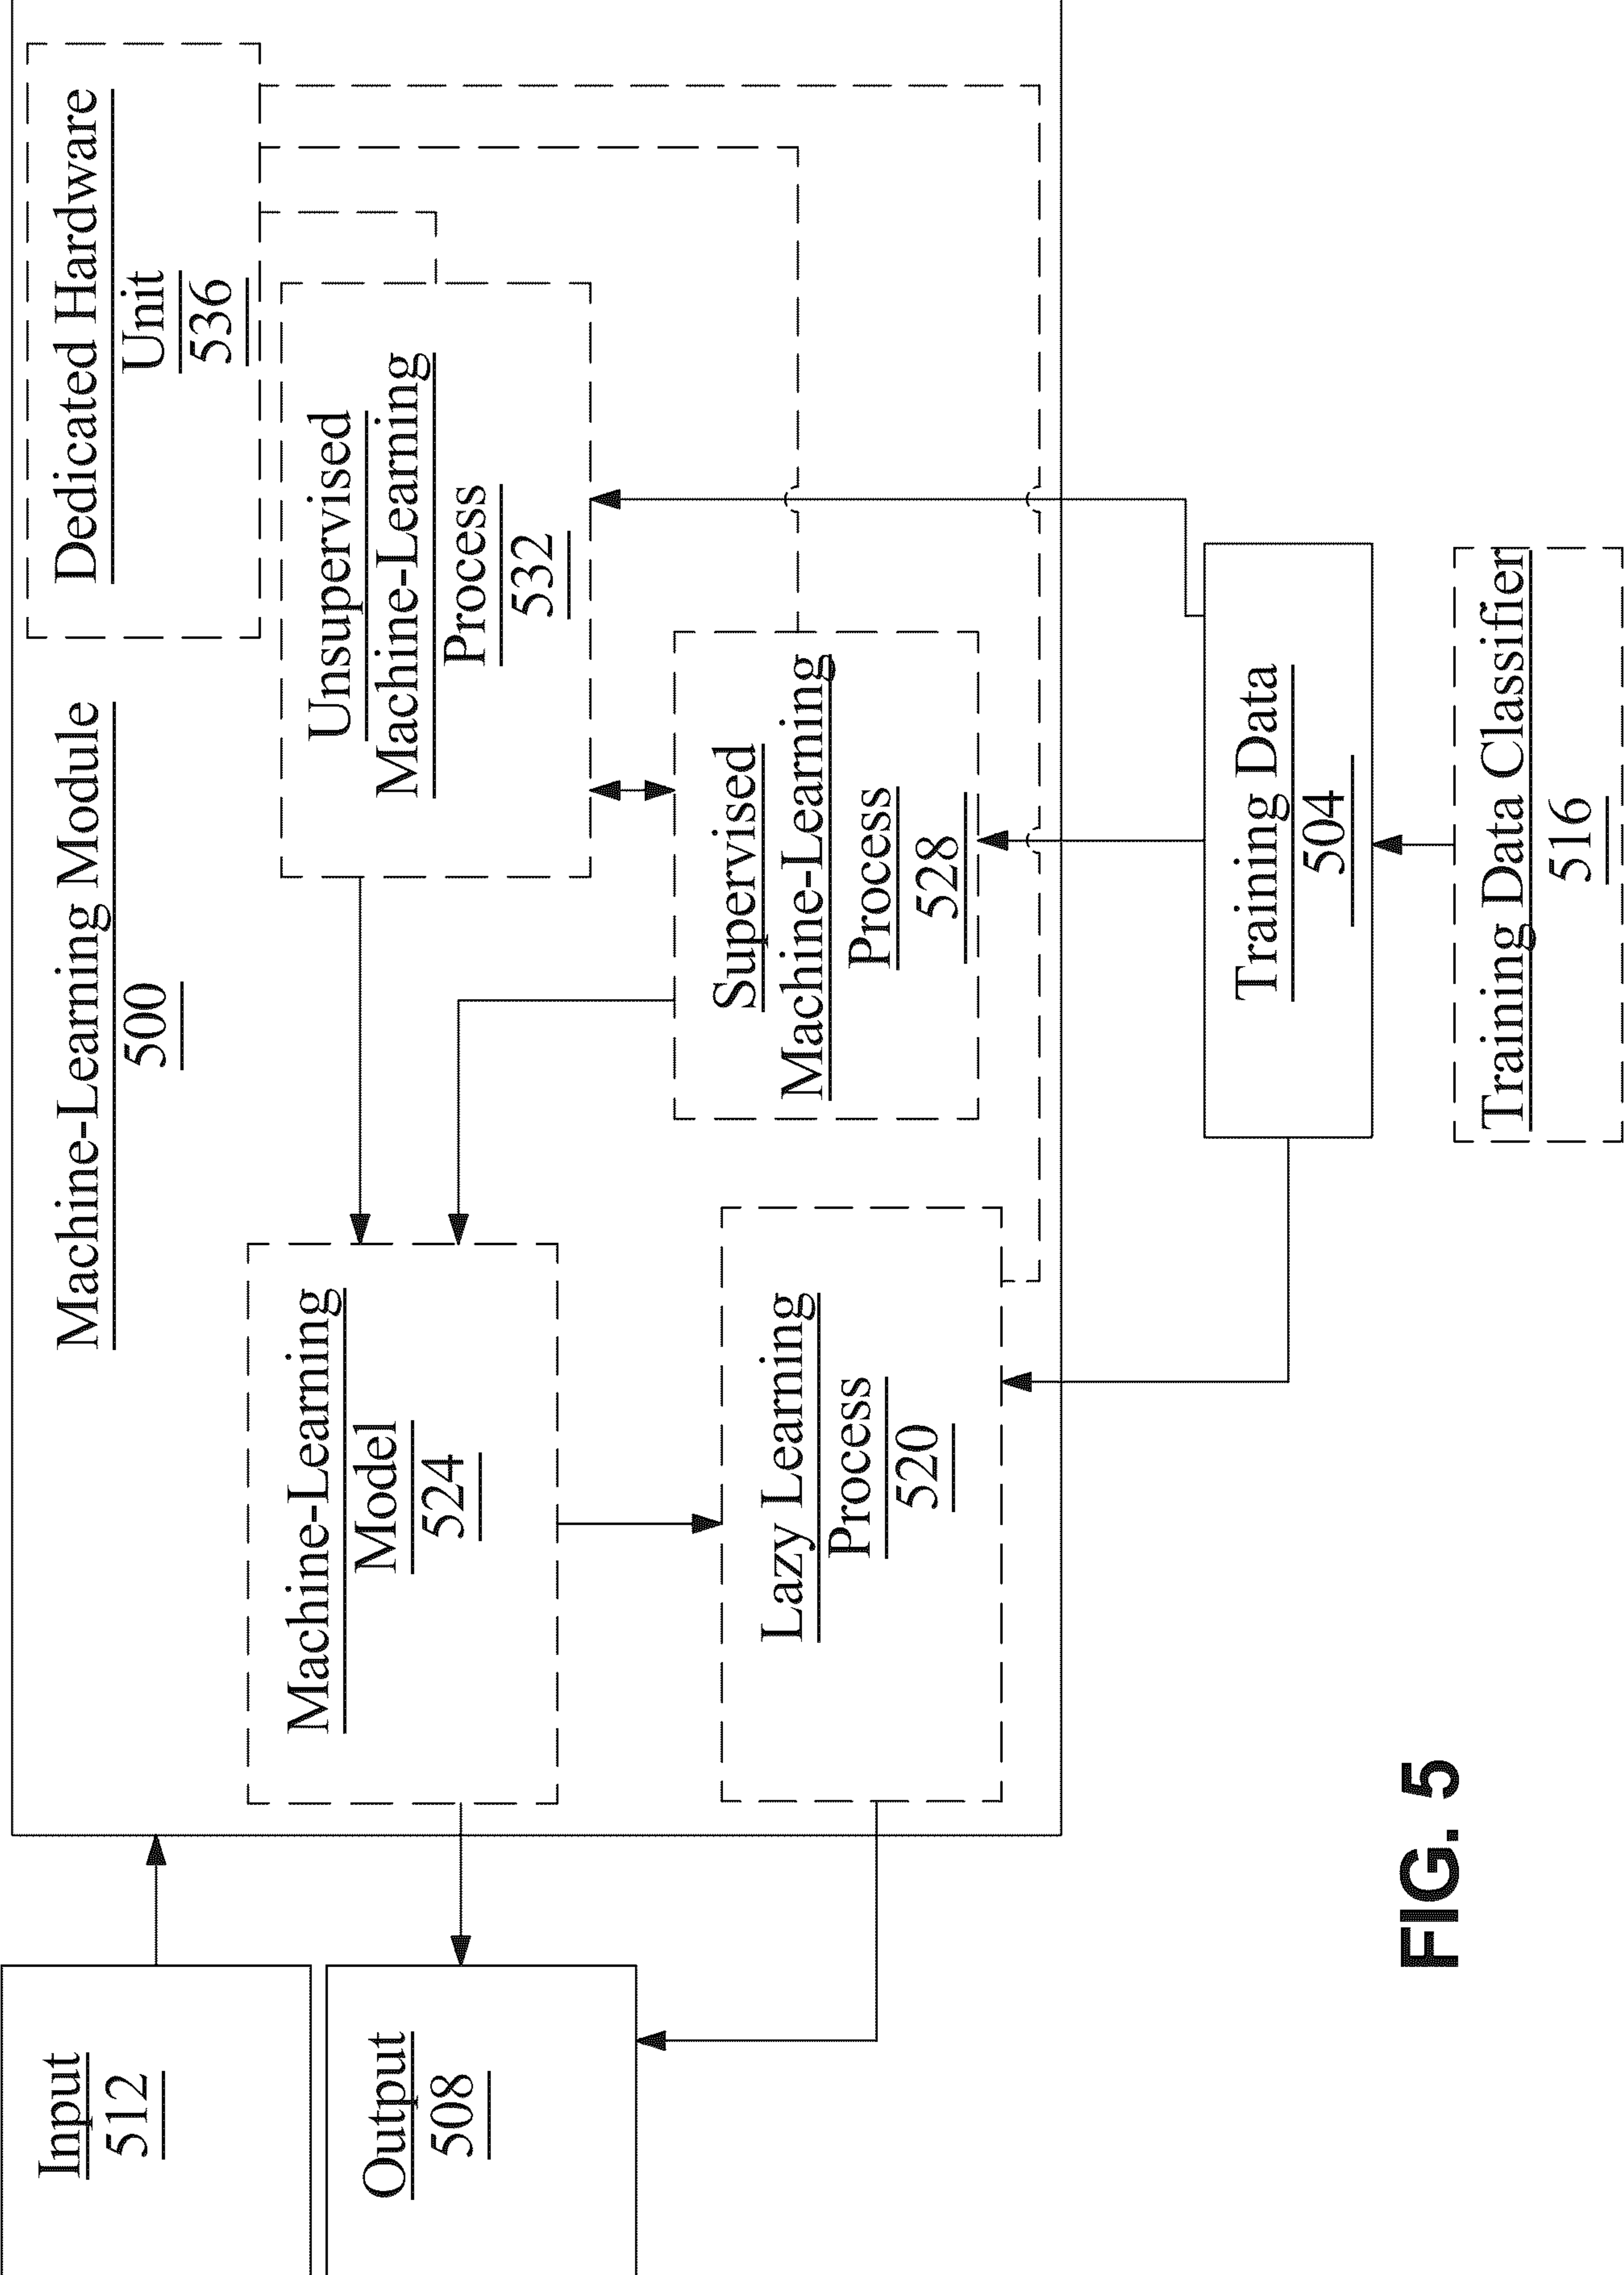 Input
512
Output
508
Machine-Learning Module
500
Dedicated Hardware
Unit
536
Machine-Learning
Model
524
Unsupervised
Machine-Learning
Process
532
Lazy Learning
Process
520
Supervised
Machine-Learning
Process
528
Training Data
504
Training Data Classifier
516
FIG. 5